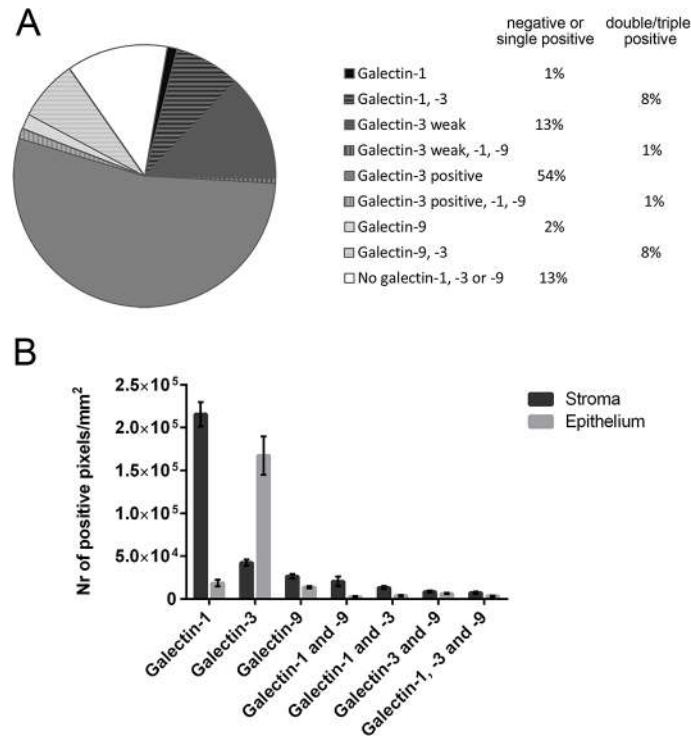 A
negative or double/triple
single positive positive
Galectin-1 1%
Galectin-1, -3 8%
Galectin-3 weak 13%
Galectin-3 weak, -1, -9 1%
Galectin-3 positive 54%
Galectin-3 positive, -1, -9 1%
Galectin-9 2%
Galectin-9, -3 8%
No galectin-1, -3 or -9 13%
B
Nr of positive pixels/mm²
2.5×10⁵
2.0×10⁵
1.5×10⁵
1.0×10⁵
5.0×10⁴
0
Stroma
Epithelium
Galectin-1
Galectin-3
Galectin-9
Galectin-1 and -9
Galectin-1 and -3
Galectin-3 and -9
Galectin-1, -3 and -9